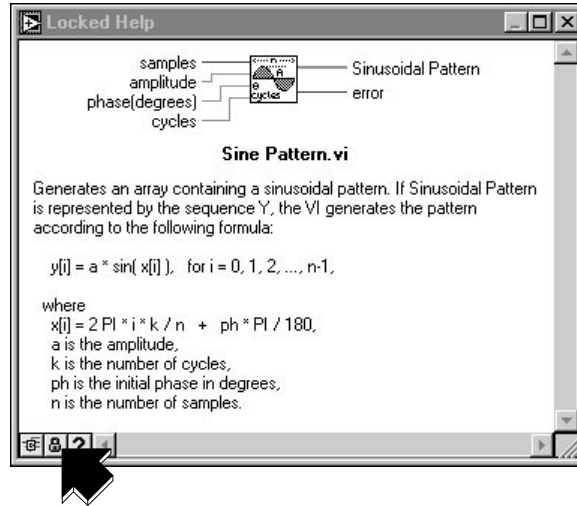 Locked Help
samples
amplitude
phase(degrees)
cycles
n
A
θ
cycles
Sinusoidal Pattern
error
Sine Pattern.vi
Generates an array containing a sinusoidal pattern. If Sinusoidal Pattern
is represented by the sequence Y, the VI generates the pattern
according to the following formula:
y[i] = a * sin( x[i] ), for i = 0, 1, 2, ..., n-1,
where
x[i] = 2 PI * i * k / n + ph * PI / 180,
a is the amplitude,
k is the number of cycles,
ph is the initial phase in degrees,
n is the number of samples.
?